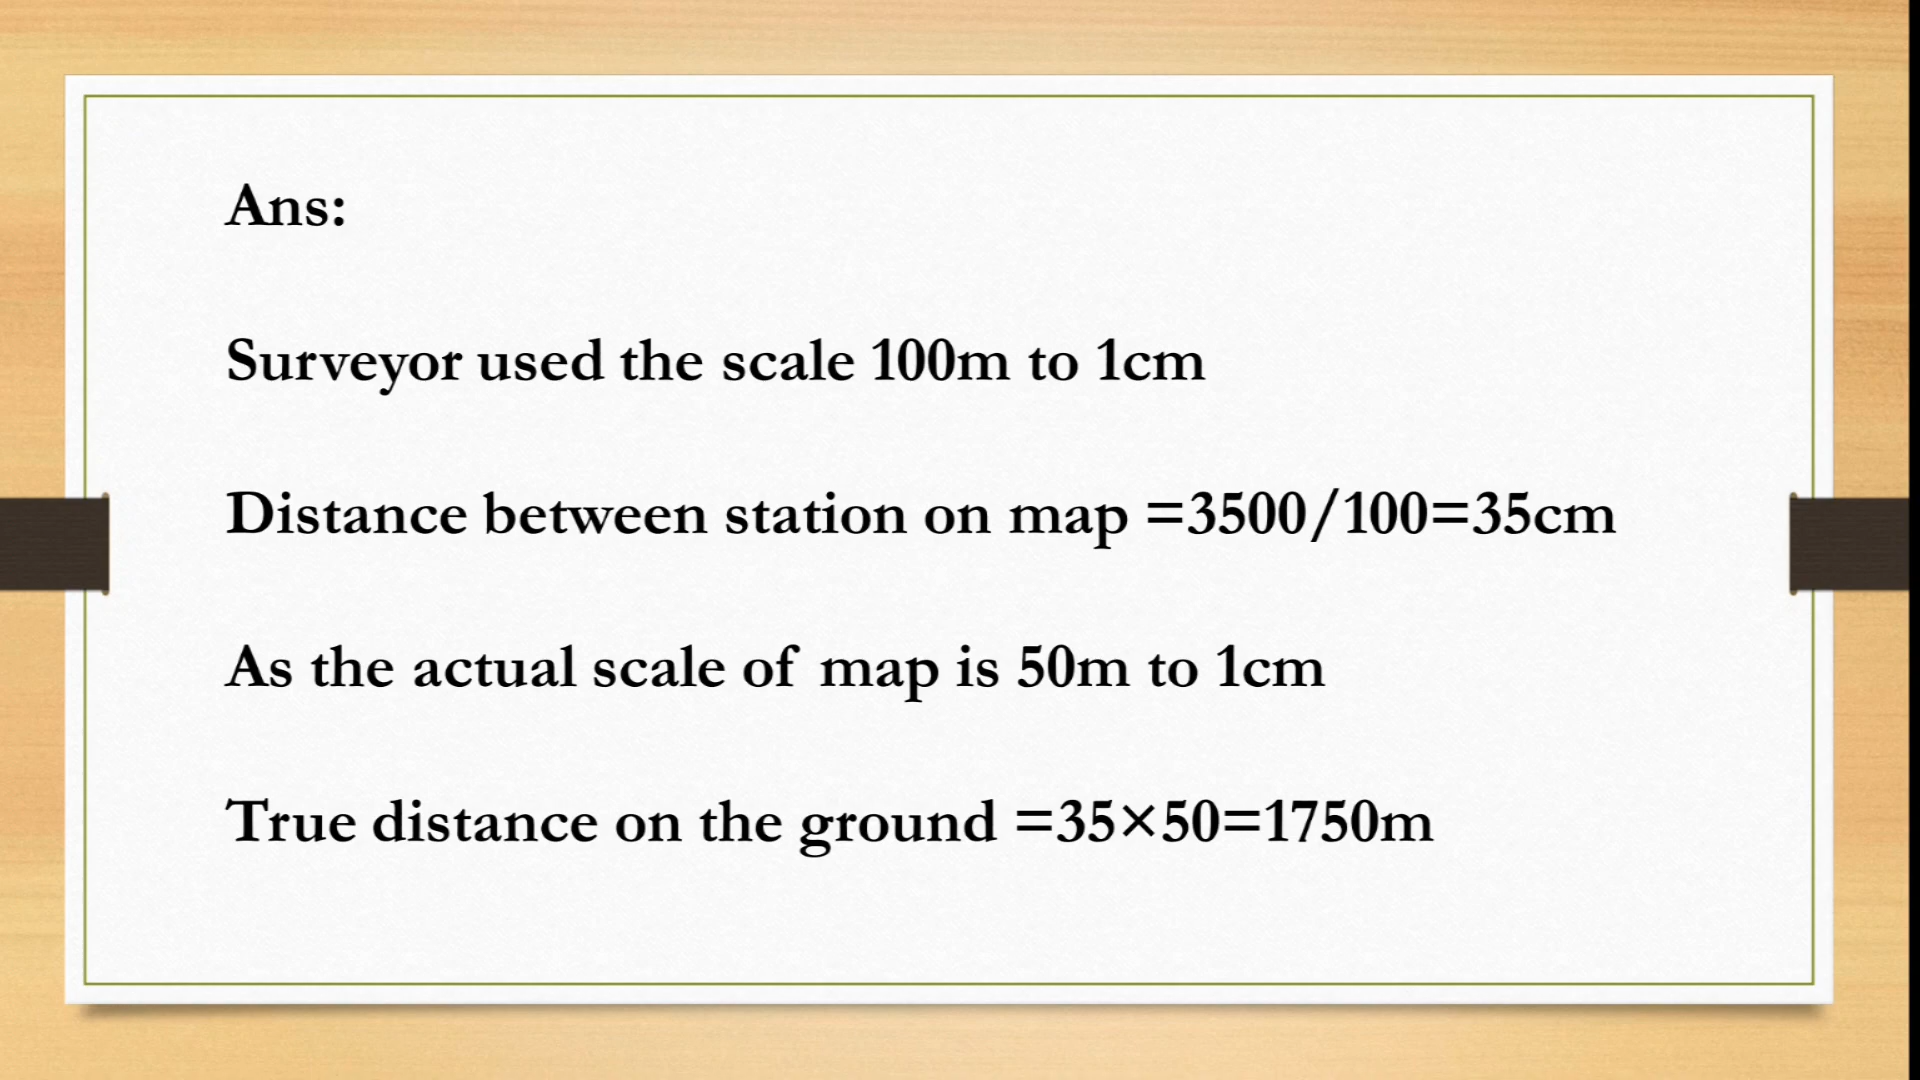 Ans:
Surveyor used the scale 100m to 1cm
Distance between station on map =3500/100=35cm
As the actual scale of map is 50m to 1cm
True distance on the ground =35×50=1750m